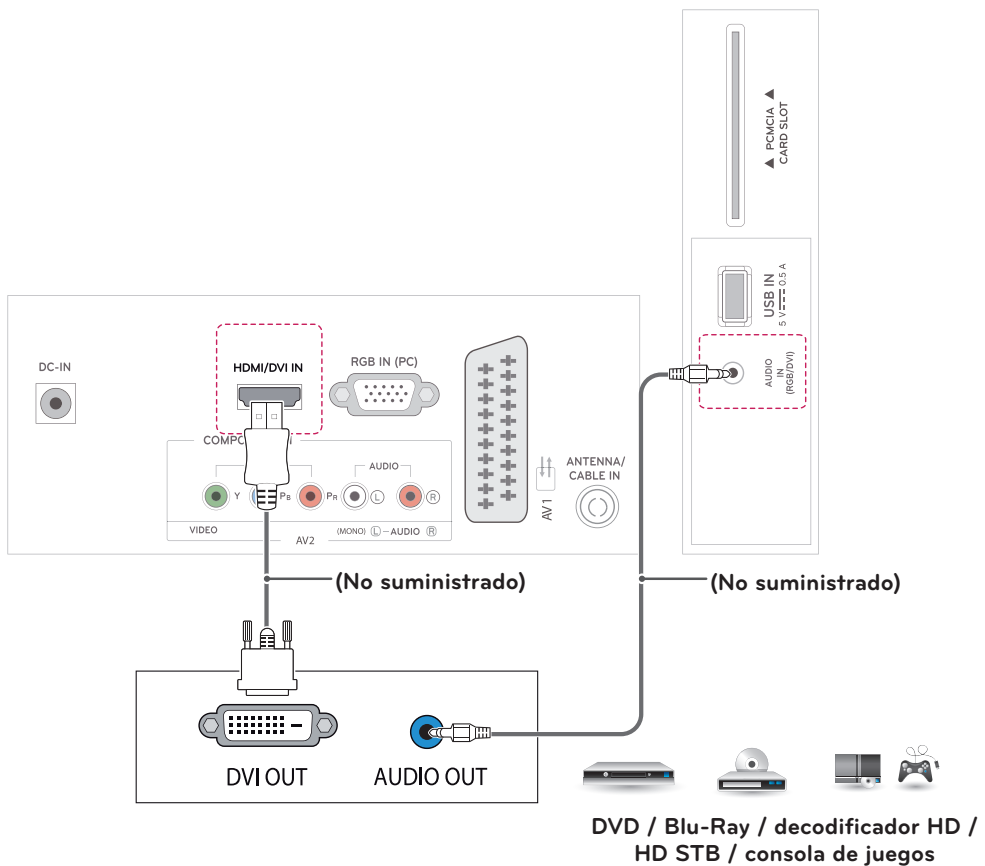 ▲ PCMCIA ▲
CARD SLOT
USB IN
5 V 0.5 A
AUDIO
IN
(RGB/DVI)
DC-IN
HDMI/DVI IN
RGB IN (PC)
AUDIO
Y
PB
PR
L
R
VIDEO
(MONO) L – AUDIO R
AV2
AV1
ANTENNA/
CABLE IN
(No suministrado)
(No suministrado)
DVI OUT
AUDIO OUT
DVD / Blu-Ray / decodificador HD /
HD STB / consola de juegos